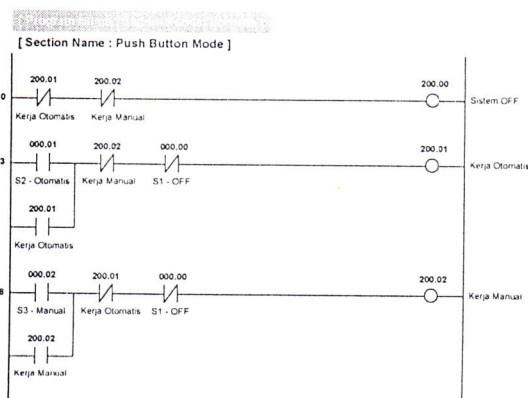 [ Section Name : Push Button Mode ]
200.01 200.02 200.00
0 Sistem OFF
Kerja Otomatis Kerja Manual
000.01 200.02 000.00 200.01
3 Kerja Otomatis
S2 - Otomatis Kerja Manual S1 - OFF
200.01
Kerja Otomatis
000.02 200.01 000.00 200.02
8 Kerja Manual
S3 - Manual Kerja Otomatis S1 - OFF
200.02
Kerja Manual